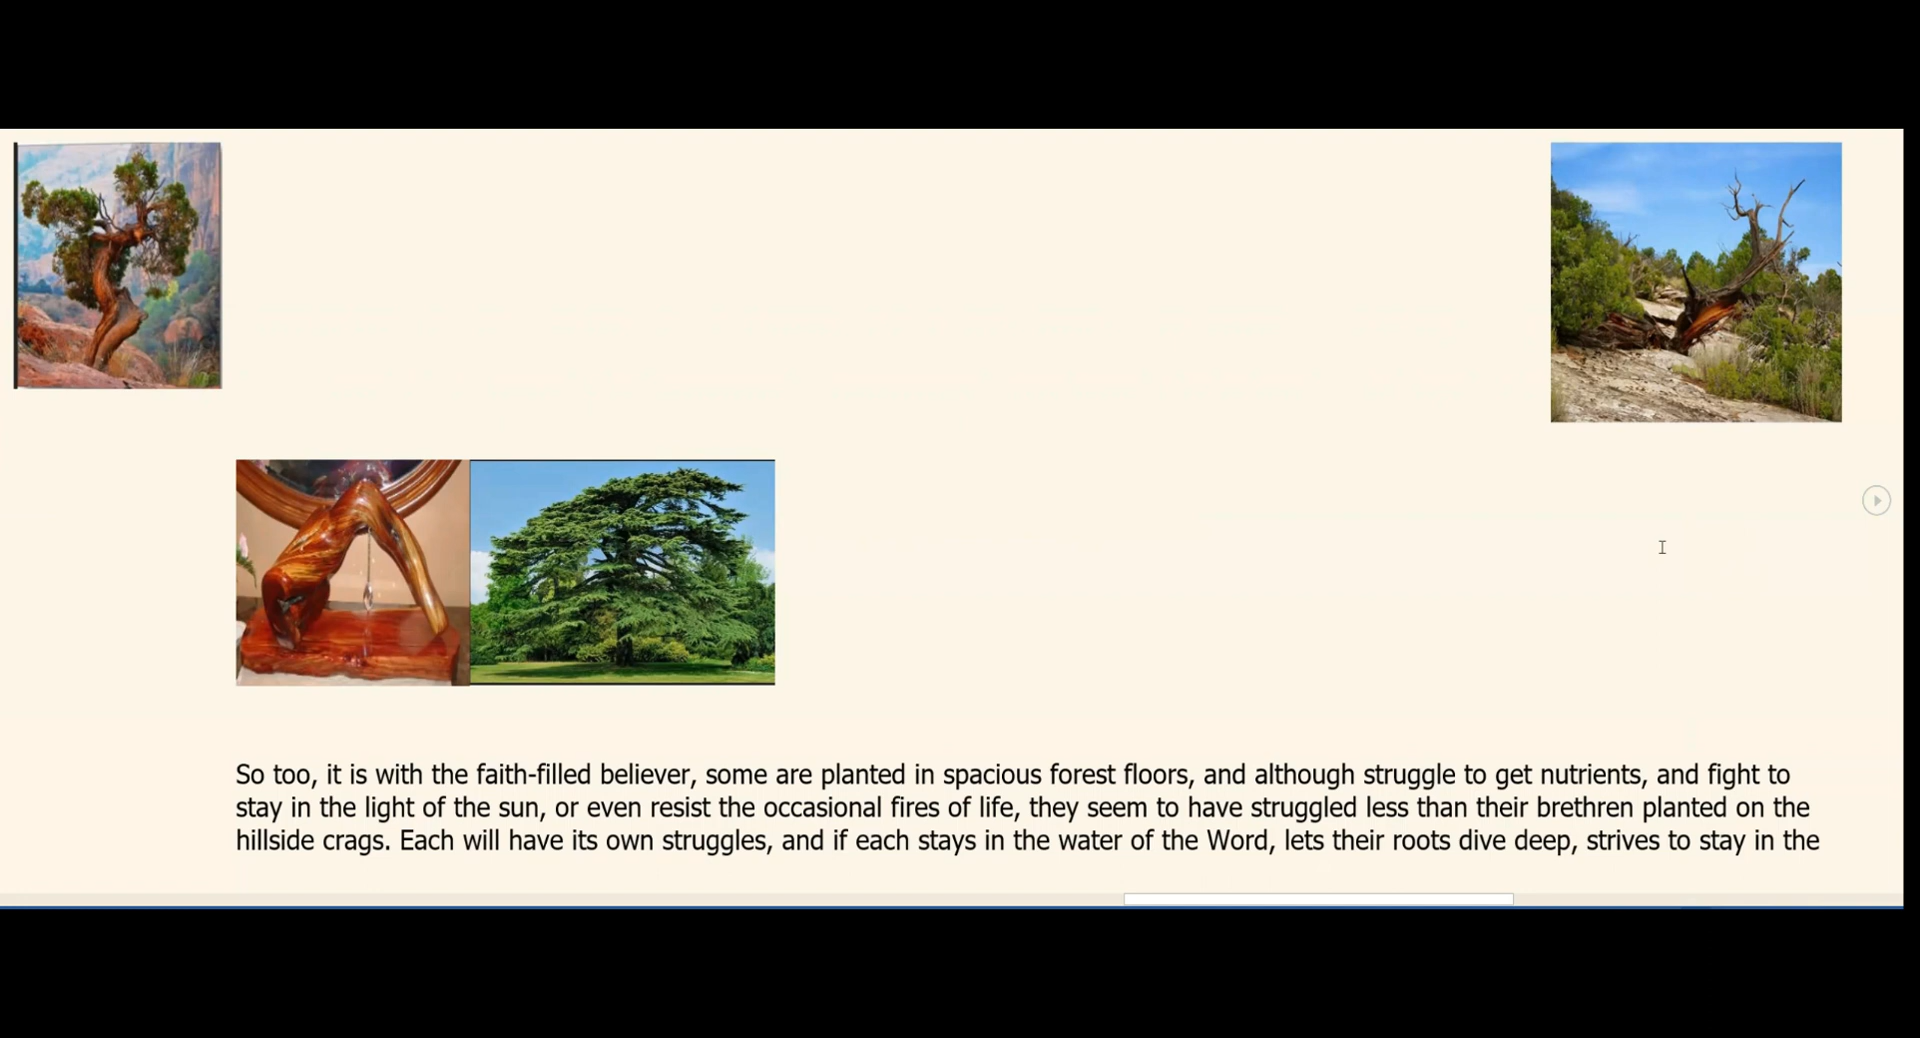 So too, it is with the faith-filled believer, some are planted in spacious forest floors, and although struggle to get nutrients, and fight to
stay in the light of the sun, or even resist the occasional fires of life, they seem to have struggled less than their brethren planted on the
hillside crags. Each will have its own struggles, and if each stays in the water of the Word, lets their roots dive deep, strives to stay in the